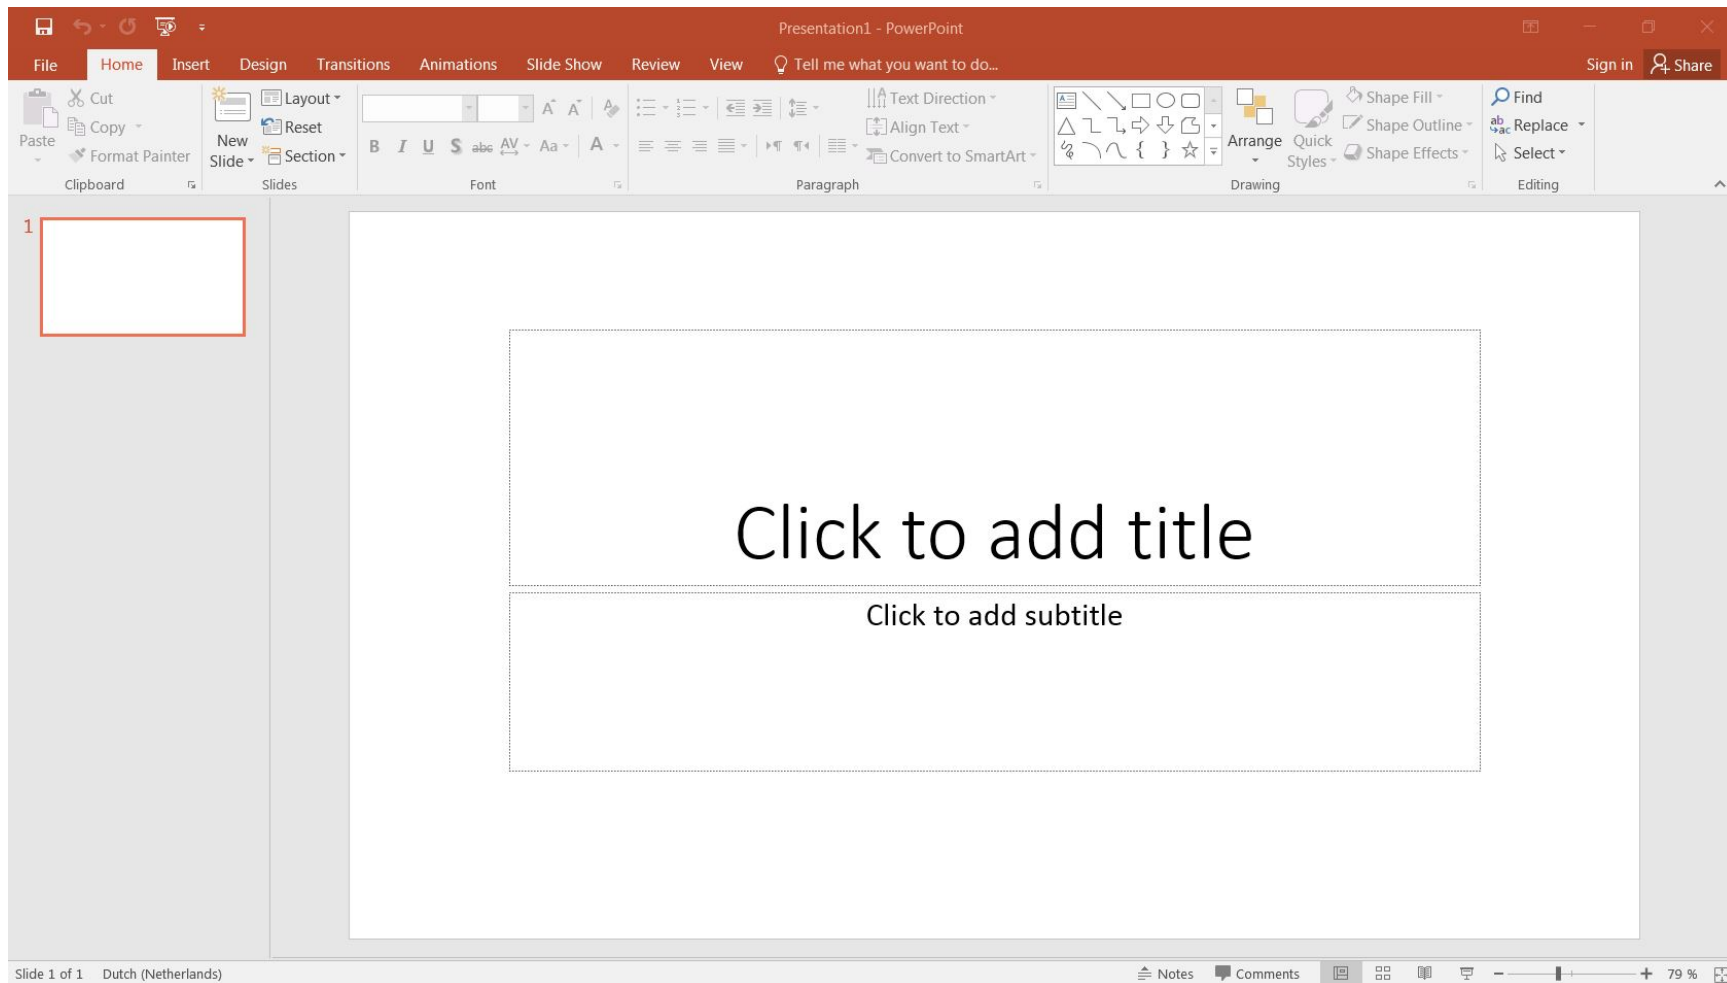 Presentation1 - PowerPoint
File Home Insert Design Transitions Animations Slide Show Review View Tell me what you want to do... Sign in Share
Paste
Cut
Copy
Format Painter
Clipboard
New Slide
Layout
Reset
Section
Slides
B I U S abc AV Aa A
Font
Text Direction
Align Text
Convert to SmartArt
Paragraph
Arrange
Quick Styles
Shape Fill
Shape Outline
Shape Effects
Drawing
Find
Replace
Select
Editing
1
Click to add title
Click to add subtitle
Slide 1 of 1 Dutch (Netherlands) Notes Comments 79 %